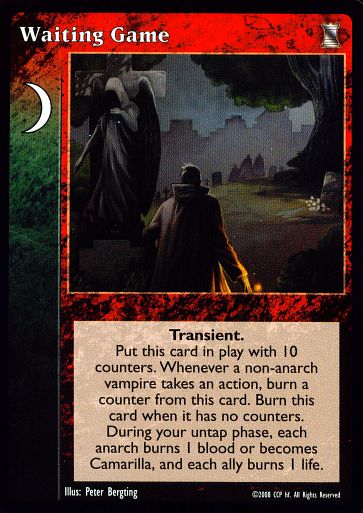 Waiting Game
Transient.
Put this card in play with 10
counters. Whenever a non-anarch
vampire takes an action, burn a
counter from this card. Burn this
card when it has no counters.
During your untap phase, each
anarch burns 1 blood or becomes
Camarilla, and each ally burns 1 life.
Illus: Peter Bergting
©2008 CCP hf. All Rights Reserved